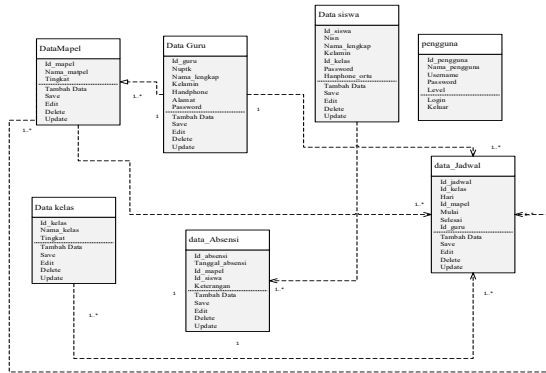 DataMapel
Id_mapel
Nama_matpel
Tingkat
Tambah Data
Save
Edit
Delete
Update
Data Guru
Id_guru
Nuptk
Nama_lengkap
Kelamin
Handphone
Alamat
Password
Tambah Data
Save
Edit
Delete
Update
Data siswa
Id_siswa
Nisn
Nama_lengkap
Kelamin
Id_kelas
Password
Hanphone_ortu
Tambah Data
Save
Edit
Delete
Update
pengguna
Id_pengguna
Nama_pengguna
Username
Password
Level
Login
Keluar
1..*
1
1
1..*
1..*
data_Jadwal
Id_jadwal
Id_kelas
Hari
Id_mapel
Mulai
Selesai
Id_guru
Tambah Data
Save
Edit
Delete
Update
1..*
1..*
Data kelas
Id_kelas
Nama_kelas
Tingkat
Tambah Data
Save
Edit
Delete
Update
data_Absensi
Id_absensi
Tanggal_absensi
Id_mapel
Id_siswa
Keterangan
Tambah Data
Save
Edit
Delete
Update
1
1..*
1..*
1..*
1